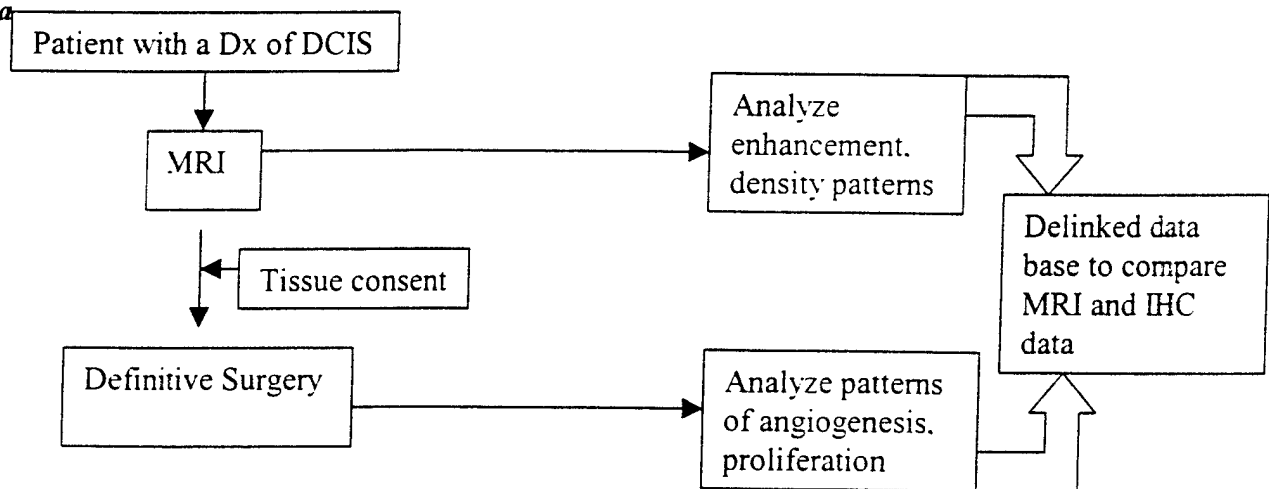 a
Patient with a Dx of DCIS
MRI
Analyze
enhancement.
density patterns
Delinked data
base to compare
MRI and IHC
data
Tissue consent
Definitive Surgery
Analyze patterns
of angiogenesis.
proliferation